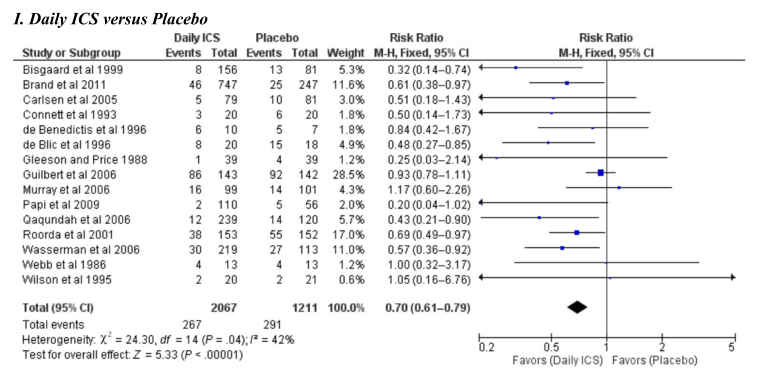 I. Daily ICS versus Placebo
Daily ICS Placebo Risk Ratio Risk Ratio
Study or Subgroup Events Total Events Total Weight M-H, Fixed, 95% CI M-H, Fixed, 95% CI
Bisgaard et al 1999 8 156 13 81 5.3% 0.32 (0.14–0.74)
Brand et al 2011 46 747 25 247 11.6% 0.61 (0.38–0.97)
Carlsen et al 2005 5 79 10 81 3.0% 0.51 (0.18–1.43)
Connett et al 1993 3 20 6 20 1.9% 0.50 (0.14–1.73)
de Benedictis et al 1996 6 10 5 7 1.8% 0.84 (0.42–1.67)
de Blic et al 1996 8 20 15 18 4.8% 0.48 (0.27–0.85)
Gleeson and Price 1988 1 39 4 39 1.2% 0.25 (0.03–2.14)
Guilbert et al 2006 86 143 92 142 28.5% 0.93 (0.78–1.11)
Murray et al 2006 16 99 14 101 4.3% 1.17 (0.60–2.26)
Papi et al 2009 2 110 5 56 2.0% 0.20 (0.04–1.02)
Qaqundah et al 2006 12 239 14 120 5.7% 0.43 (0.21–0.90)
Roorda et al 2001 38 153 55 152 17.0% 0.69 (0.49–0.97)
Wasserman et al 2006 30 219 27 113 11.0% 0.57 (0.36–0.92)
Webb et al 1986 4 13 4 13 1.2% 1.00 (0.32–3.17)
Wilson et al 1995 2 20 2 21 0.6% 1.05 (0.16–6.76)
Total (95% CI) 2067 1211 100.0% 0.70 (0.61–0.79)
Total events 267 291
Heterogeneity: χ² = 24.30, df = 14 (P = .04); I² = 42%
Test for overall effect: Z = 5.33 (P < .00001)
0.2 0.5 1 2 5
Favors (Daily ICS) Favors (Placebo)